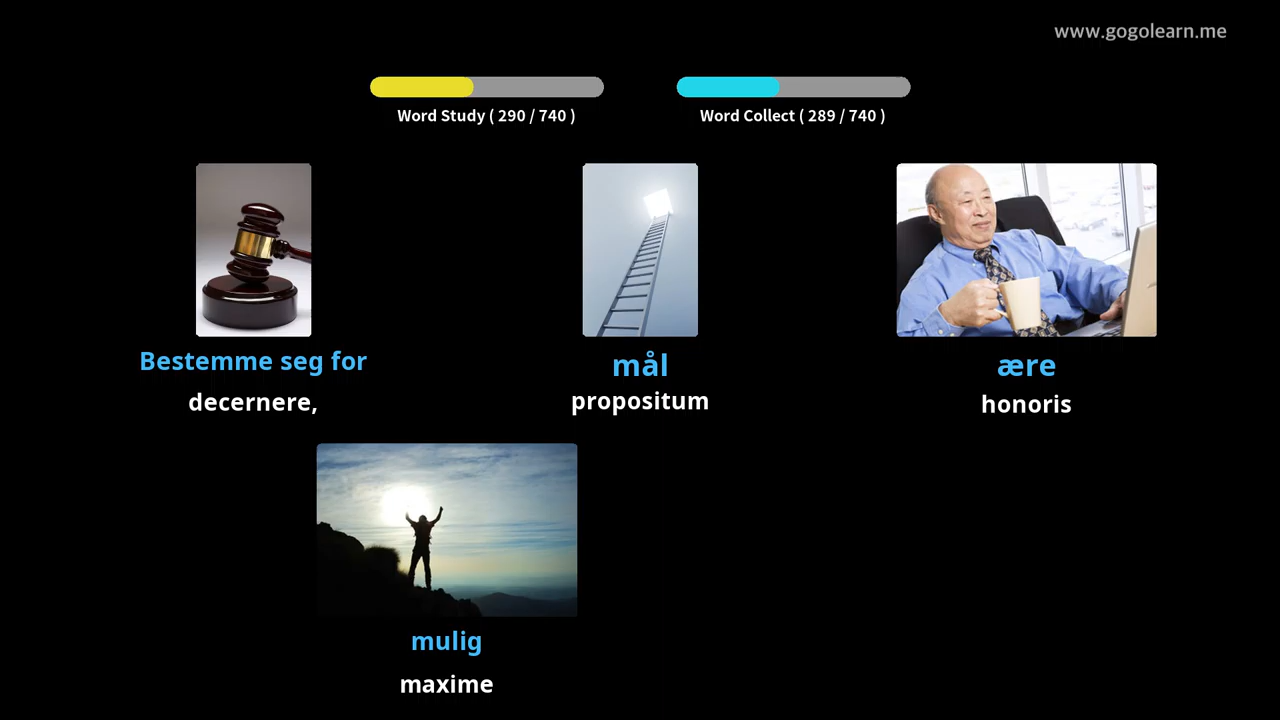 www.gogolearn.me
Word Study ( 290 / 740 )
Word Collect ( 289 / 740 )
Bestemme seg for
decernere,
mål
propositum
ære
honoris
mulig
maxime